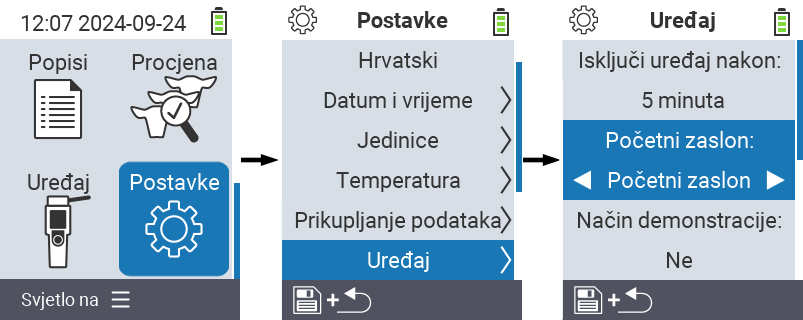 12:07 2024-09-24
Popisi
Procjena
Uređaj
Postavke
Svjetlo na
Postavke
Hrvatski
Datum i vrijeme
Jedinice
Temperatura
Prikupljanje podataka
Uređaj
+
Uređaj
Isključi uređaj nakon:
5 minuta
Početni zaslon:
Početni zaslon
Način demonstracije:
Ne
+